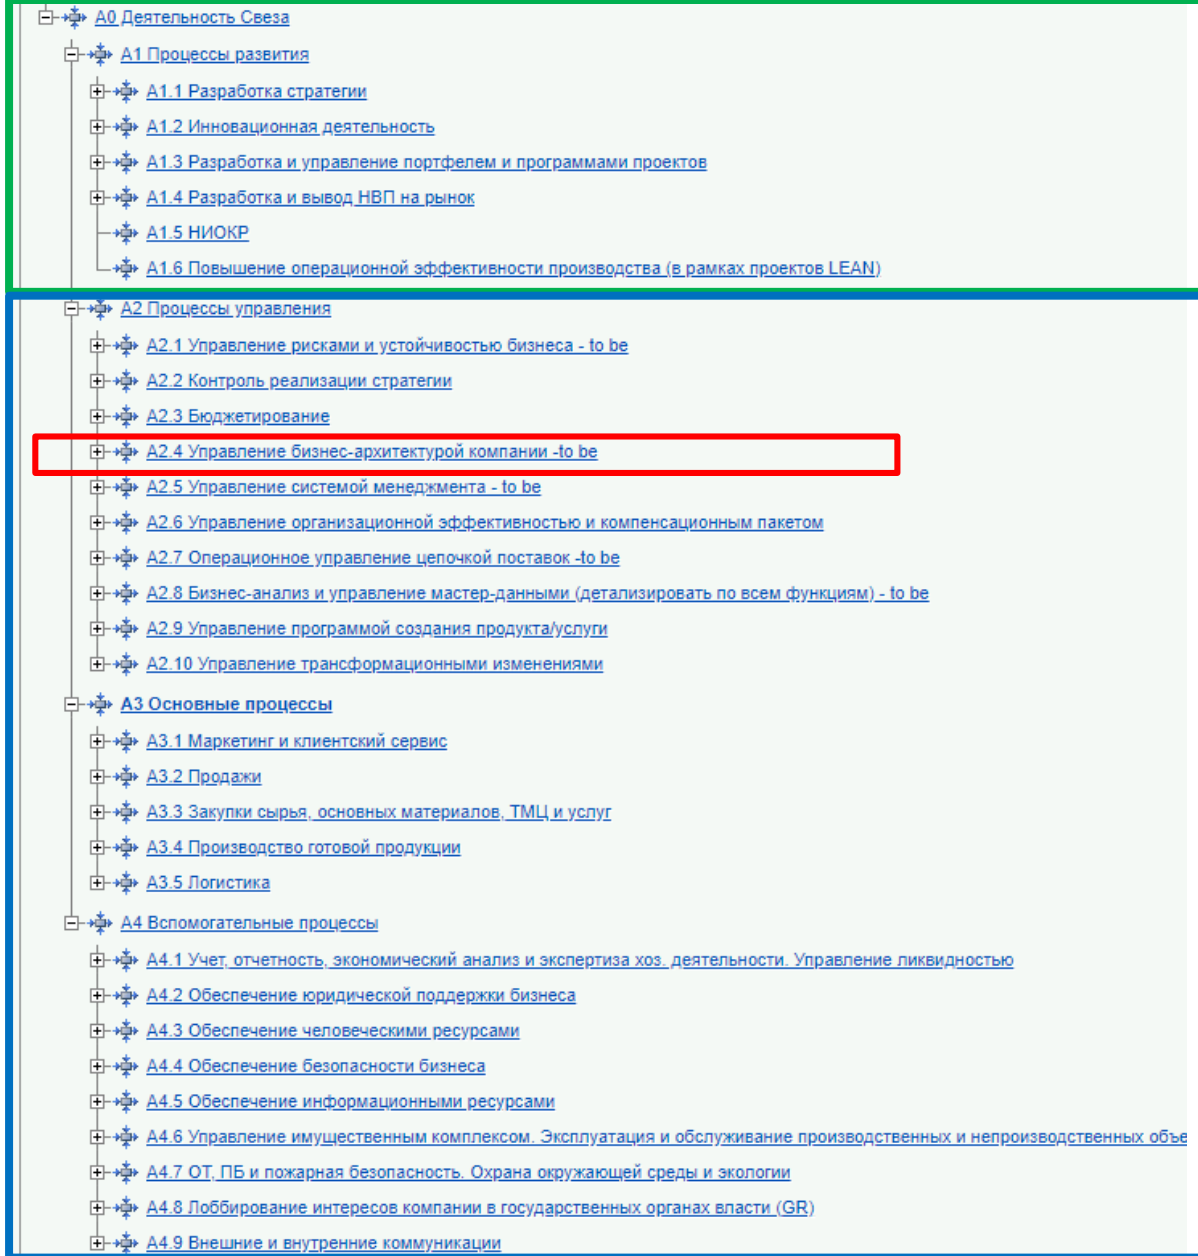 A0 Деятельность Свеза
A1 Процессы развития
A1.1 Разработка стратегии
A1.2 Инновационная деятельность
A1.3 Разработка и управление портфелем и программами проектов
A1.4 Разработка и вывод НВП на рынок
A1.5 НИОКР
A1.6 Повышение операционной эффективности производства (в рамках проектов LEAN)
A2 Процессы управления
A2.1 Управление рисками и устойчивостью бизнеса - to be
A2.2 Контроль реализации стратегии
A2.3 Бюджетирование
A2.4 Управление бизнес-архитектурой компании -to be
A2.5 Управление системой менеджмента - to be
A2.6 Управление организационной эффективностью и компенсационным пакетом
A2.7 Операционное управление цепочкой поставок -to be
A2.8 Бизнес-анализ и управление мастер-данными (детализировать по всем функциям) - to be
A2.9 Управление программой создания продукта/услуги
A2.10 Управление трансформационными изменениями
A3 Основные процессы
A3.1 Маркетинг и клиентский сервис
A3.2 Продажи
A3.3 Закупки сырья, основных материалов, ТМЦ и услуг
A3.4 Производство готовой продукции
A3.5 Логистика
A4 Вспомогательные процессы
A4.1 Учет, отчетность, экономический анализ и экспертиза хоз. деятельности. Управление ликвидностью
A4.2 Обеспечение юридической поддержки бизнеса
A4.3 Обеспечение человеческими ресурсами
A4.4 Обеспечение безопасности бизнеса
A4.5 Обеспечение информационными ресурсами
A4.6 Управление имущественным комплексом. Эксплуатация и обслуживание производственных и непроизводственных объе
A4.7 ОТ, ПБ и пожарная безопасность. Охрана окружающей среды и экологии
A4.8 Лоббирование интересов компании в государственных органах власти (GR)
A4.9 Внешние и внутренние коммуникации